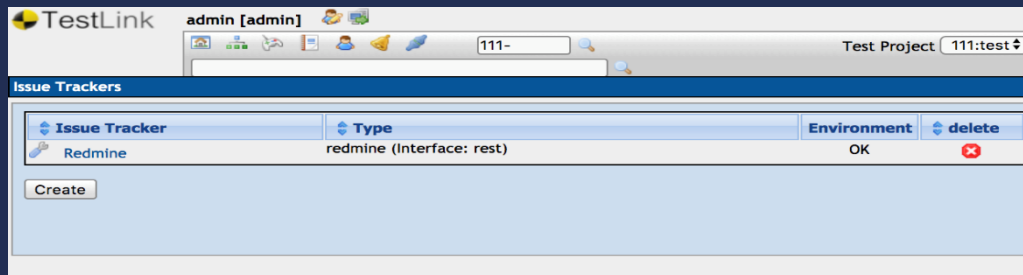 TestLink admin [admin]
111- Test Project 111:test
Issue Trackers
Issue Tracker Type Environment delete
Redmine redmine (Interface: rest) OK
Create